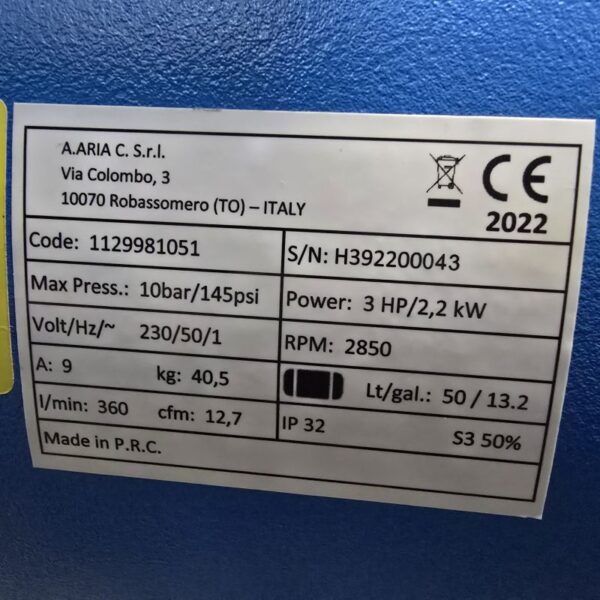 A.ARIA C. S.r.l.
Via Colombo, 3
10070 Robassomero (TO) – ITALY
CE
2022
Code: 1129981051
S/N: H392200043
Max Press.: 10bar/145psi
Power: 3 HP/2,2 kW
Volt/Hz/~ 230/50/1
RPM: 2850
A: 9 kg: 40,5
Lt/gal.: 50 / 13.2
l/min: 360 cfm: 12,7
IP 32 S3 50%
Made in P.R.C.